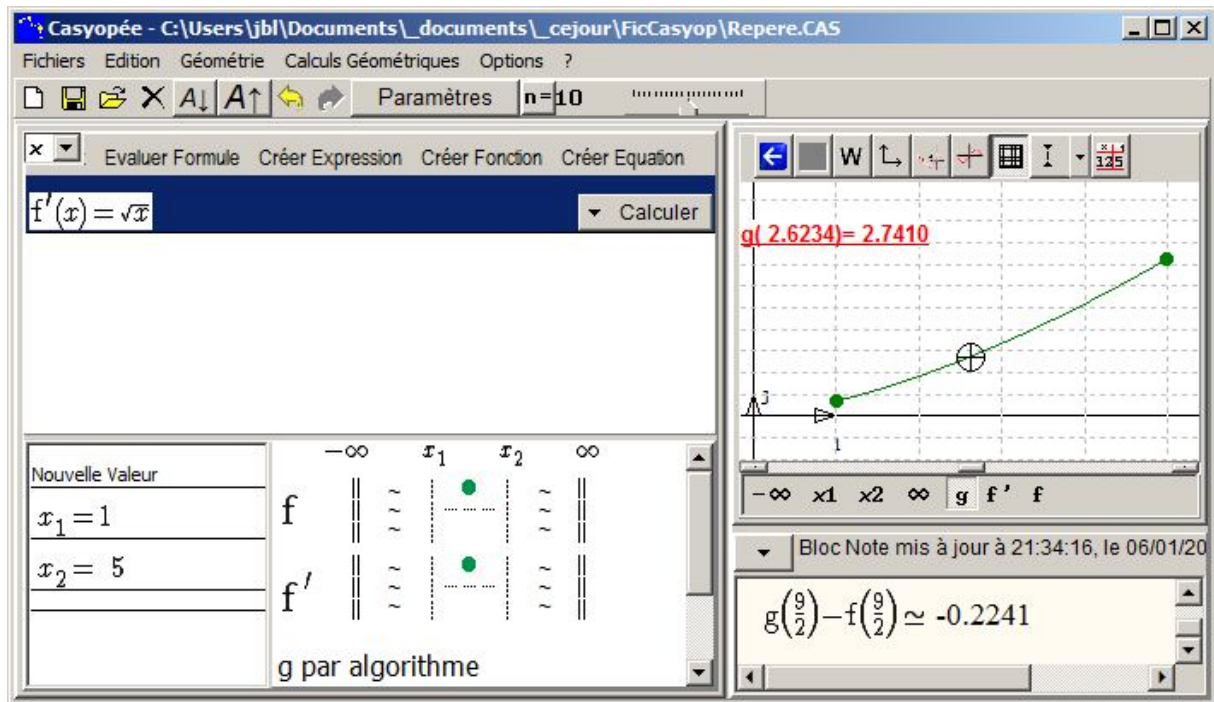 Casyopée - C:\Users\jbl\Documents\_documents\_cejour\FicCasyop\Repere.CAS
Fichiers Edition Géométrie Calculs Géométriques Options ?
A↓ A↑ Paramètres n=10
x Evaluer Formule Créer Expression Créer Fonction Créer Equation
f′(x) = √x Calculer
W
g( 2.6234)= 2.7410
3
1
−∞ x1 x2 ∞ g f' f
Nouvelle Valeur
x₁ = 1
x₂ = 5
−∞ x₁ x₂ ∞
f ‖ ~ ~ ~ ~ ~ ~ ‖
f′ ‖ ~ ~ ~ ~ ~ ~ ‖
g par algorithme
Bloc Note mis à jour à 21:34:16, le 06/01/20
g(9/2)−f(9/2) ≃ -0.2241